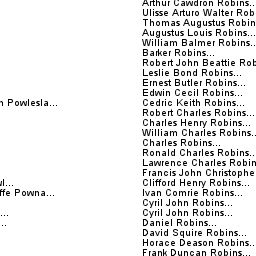 Arthur Cawdron Robins...
Ulisse Arturo Walter Rob
Thomas Augustus Robin
Augustus Louis Robins...
William Balmer Robins..
Barker Robins...
Robert John Beattie Rob
Leslie Bond Robins...
Ernest Butler Robins...
Edwin Cecil Robins...
n Powlesla... Cedric Keith Robins...
Robert Charles Robins...
Charles Henry Robins...
William Charles Robins..
Charles Robins...
Ronald Charles Robins...
Lawrence Charles Robin
Francis John Christophe
vl... Clifford Henry Robins...
ffe Powna... Ivan Comrie Robins...
Cyril John Robins...
... Cyril John Robins...
... Daniel Robins...
David Squire Robins...
Horace Deason Robins..
Frank Duncan Robins...